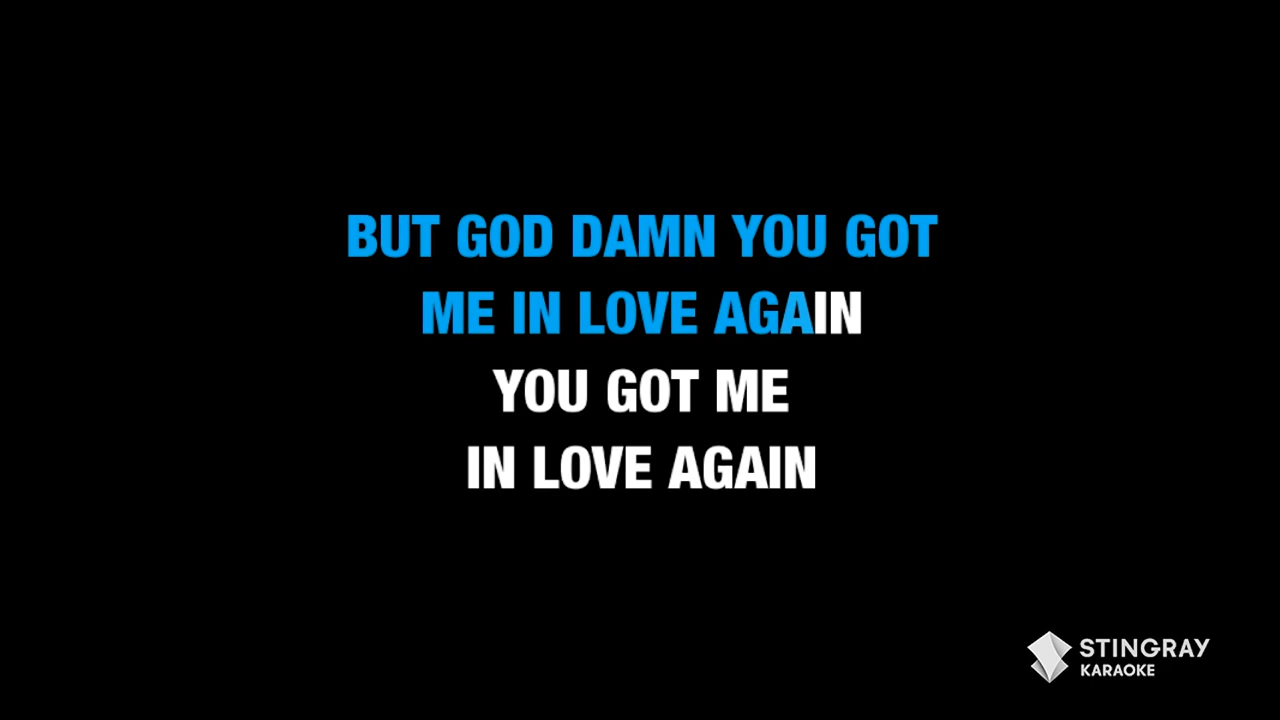 BUT GOD DAMN YOU GOT
ME IN LOVE AGAIN
YOU GOT ME
IN LOVE AGAIN
STINGRAY
KARAOKE